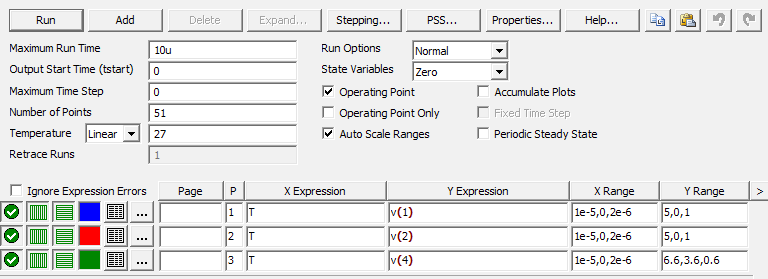 Run Add Delete Expand... Stepping... PSS... Properties... Help...
Maximum Run Time 10u Run Options Normal
Output Start Time (tstart) 0 State Variables Zero
Maximum Time Step 0 Operating Point Accumulate Plots
Number of Points 51 Operating Point Only Fixed Time Step
Temperature Linear 27 Auto Scale Ranges Periodic Steady State
Retrace Runs 1
Ignore Expression Errors Page P X Expression Y Expression X Range Y Range >
... 1 T v(1) 1e-5,0,2e-6 5,0,1
... 2 T v(2) 1e-5,0,2e-6 5,0,1
... 3 T v(4) 1e-5,0,2e-6 6.6,3.6,0.6